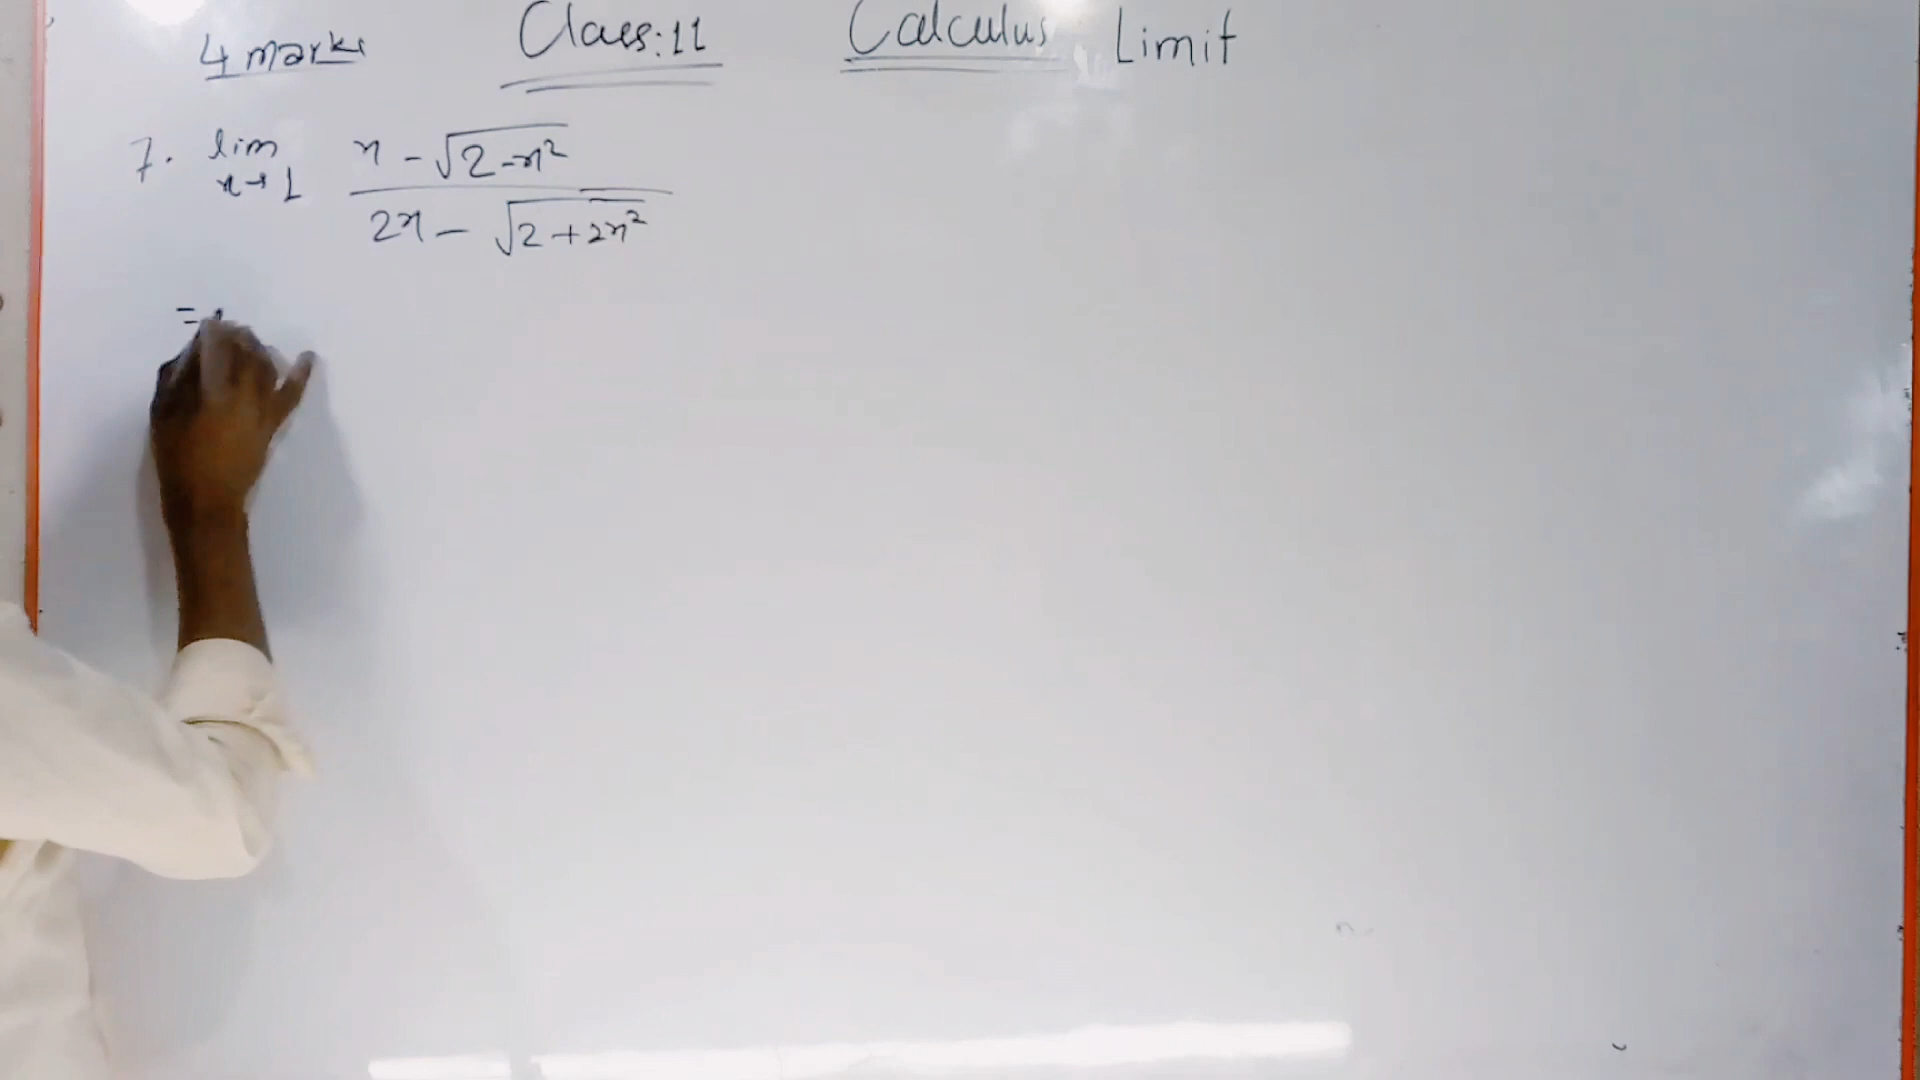 4 marks Class: 11 Calculus Limit
7. lim x→1 x - √2 - x² / 2x - √2 + 2x²
=